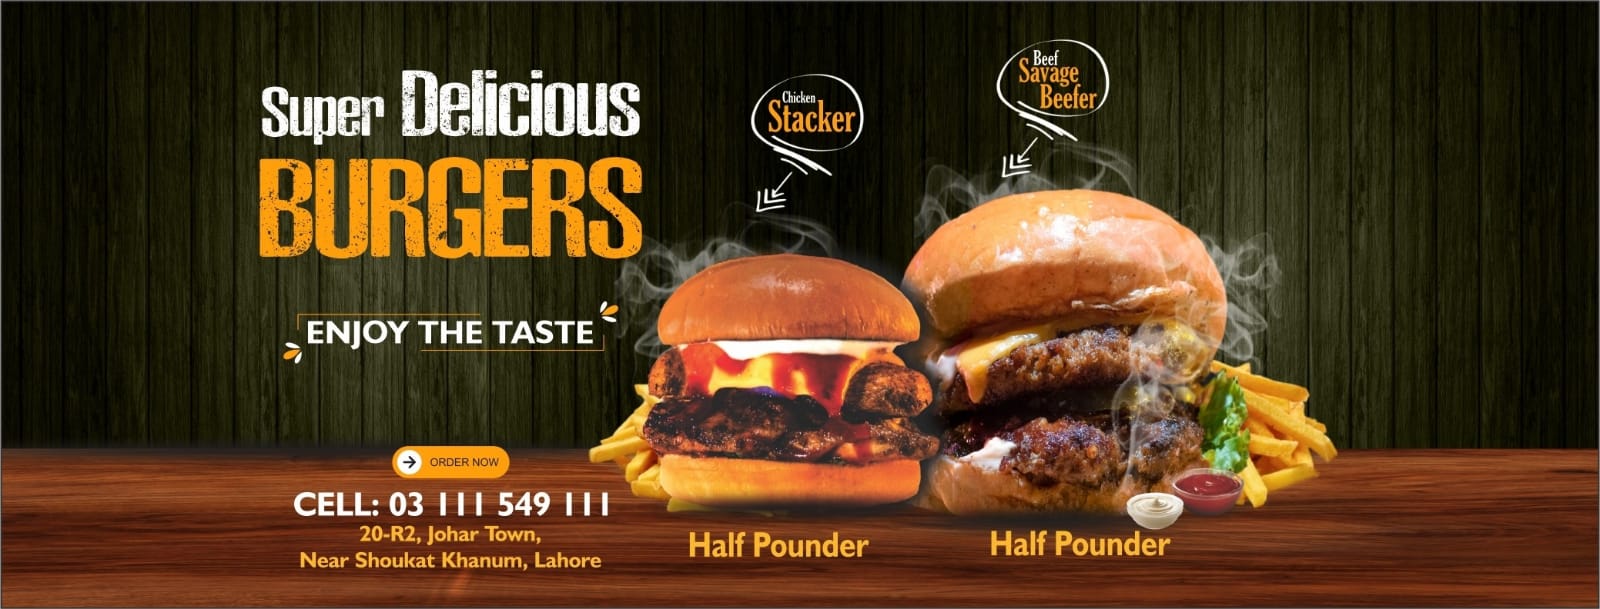 Super Delicious
BURGERS
ENJOY THE TASTE
ORDER NOW
CELL: 03 111 549 111
20-R2, Johar Town,
Near Shoukat Khanum, Lahore
Chicken
Stacker
Beef
Savage
Beefer
Half Pounder
Half Pounder